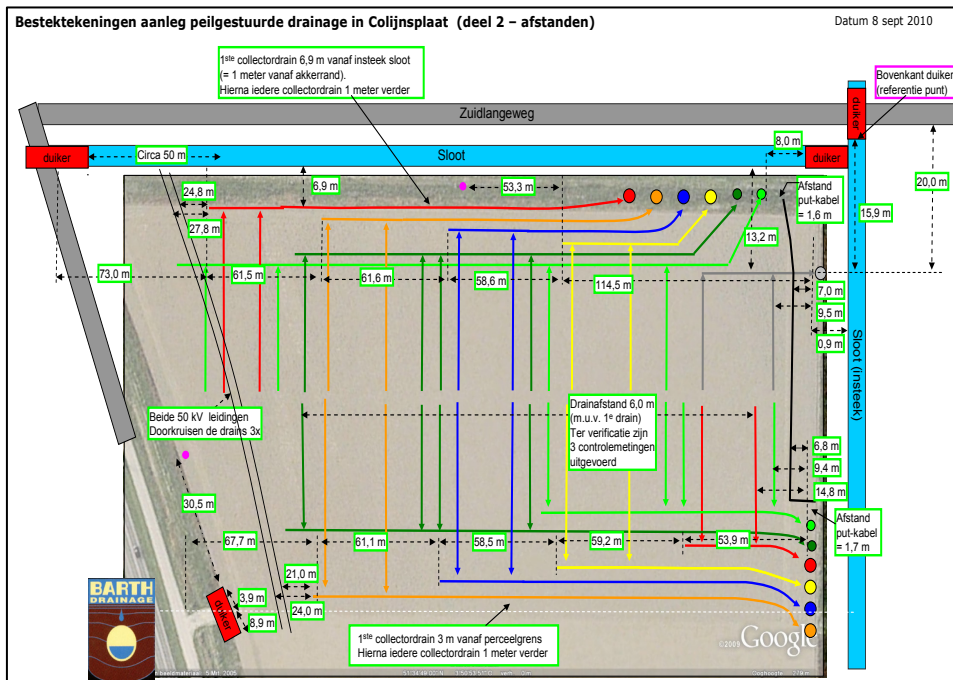 Bestektekeningen aanleg peilgestuurde drainage in Colijnsplaat (deel 2 – afstanden)
Datum 8 sept 2010
1ste collectordrain 6,9 m vanaf insteek sloot
(= 1 meter vanaf akkerrand).
Hierna iedere collectordrain 1 meter verder
Bovenkant duiker
(referentie punt)
Zuidlangeweg
duiker
duiker
Circa 50 m
Sloot
8,0 m
duiker
24,8 m
6,9 m
53,3 m
Afstand
put-kabel
= 1,6 m
20,0 m
15,9 m
27,8 m
13,2 m
73,0 m
61,5 m
61,6 m
58,6 m
114,5 m
7,0 m
9,5 m
0,9 m
Sloot (insteek)
Beide 50 kV leidingen
Doorkruisen de drains 3x
Drainafstand 6,0 m
(m.u.v. 1e drain)
Ter verificatie zijn
3 controlemetingen
uitgevoerd
6,8 m
9,4 m
14,8 m
30,5 m
Afstand
put-kabel
= 1,7 m
67,7 m
61,1 m
58,5 m
59,2 m
53,9 m
21,0 m
24,0 m
3,9 m
8,9 m
duiker
BARTH
DRAINAGE
1ste collectordrain 3 m vanaf perceelgrens
Hierna iedere collectordrain 1 meter verder
©2009 Google